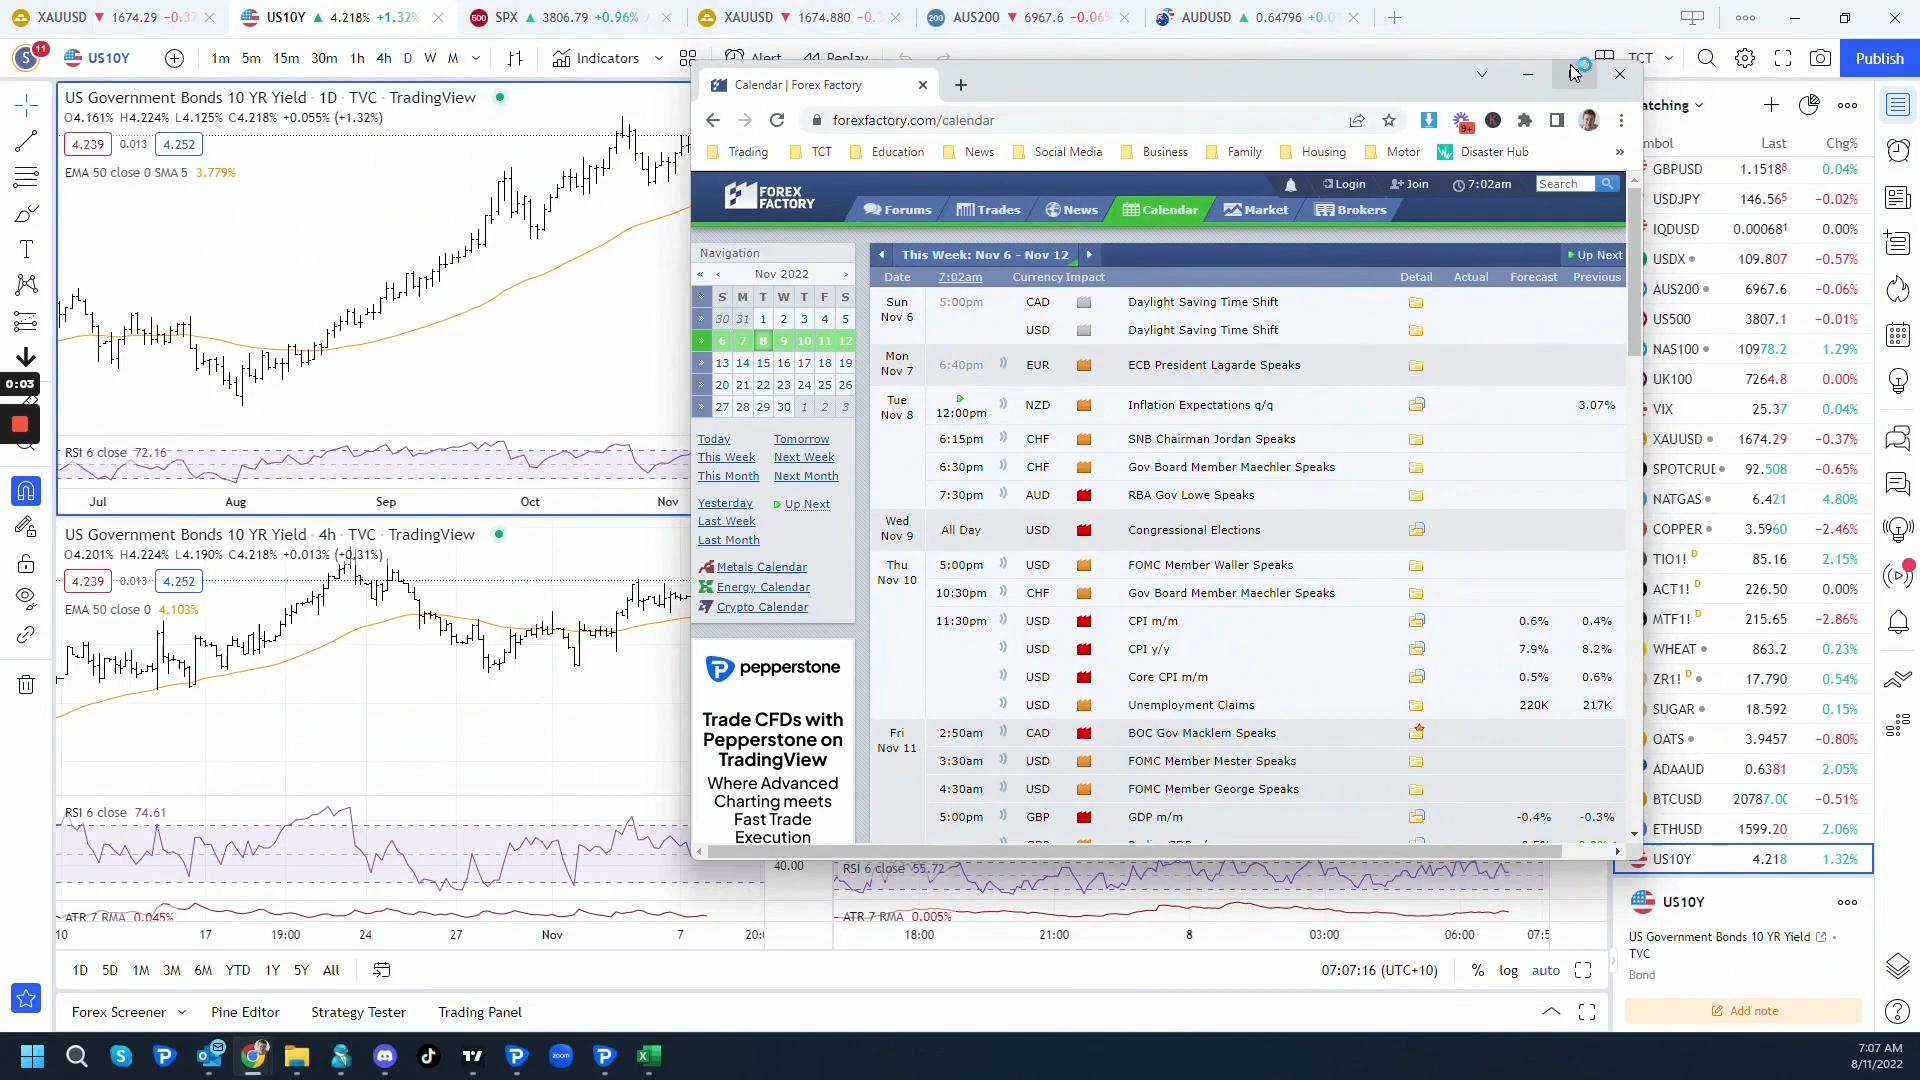 XAUUSD ▼ 1674.29 −0.37
US10Y ▲ 4.218% +1.32%
SPX ▲ 3806.79 +0.96%
XAUUSD ▼ 1674.880
AUS200 ▼ 6967.6 −0.06%
AUDUSD ▲ 0.64796 +0.0
S 11 US10Y 1m 5m 15m 30m 1h 4h D W M Indicators Alert Replay TCT Publish
US Government Bonds 10 YR Yield · 1D · TVC · TradingView
O4.161% H4.224% L4.125% C4.218% +0.055% (+1.32%)
4.239 0.013 4.252
EMA 50 close 0 SMA 5 3.779%
RSI 6 close 72.16
Jul Aug Sep Oct Nov
0:03
US Government Bonds 10 YR Yield · 4h · TVC · TradingView
O4.201% H4.224% L4.190% C4.218% +0.013% (+0.31%)
4.239 0.013 4.252
EMA 50 close 0 4.103%
RSI 6 close 74.61
ATR 7 RMA 0.045%
10 17 19:00 24 27 Nov 7 20:
40.00
RSI 6 close 55.72
ATR 7 RMA 0.005%
18:00 21:00 8 03:00 06:00 07:5
1D 5D 1M 3M 6M YTD 1Y 5Y All
07:07:16 (UTC+10) % log auto
Forex Screener Pine Editor Strategy Tester Trading Panel
Calendar | Forex Factory
forexfactory.com/calendar
9+
Trading TCT Education News Social Media Business Family Housing Motor Disaster Hub »
FOREX FACTORY
Login Join 7:02am Search
Forums Trades News Calendar Market Brokers
Navigation
« ‹ Nov 2022 ›
S M T W T F S
30 31 1 2 3 4 5
6 7 8 9 10 11 12
13 14 15 16 17 18 19
20 21 22 23 24 25 26
27 28 29 30 1 2 3
Today Tomorrow
This Week Next Week
This Month Next Month
Yesterday Up Next
Last Week
Last Month
Metals Calendar
Energy Calendar
Crypto Calendar
pepperstone
Trade CFDs with
Pepperstone on
TradingView
Where Advanced
Charting meets
Fast Trade
Execution
This Week: Nov 6 - Nov 12 Up Next
Date 7:02am Currency Impact Detail Actual Forecast Previous
Sun Nov 6 5:00pm CAD Daylight Saving Time Shift
USD Daylight Saving Time Shift
Mon Nov 7 6:40pm EUR ECB President Lagarde Speaks
Tue Nov 8 12:00pm NZD Inflation Expectations q/q 3.07%
6:15pm CHF SNB Chairman Jordan Speaks
6:30pm CHF Gov Board Member Maechler Speaks
7:30pm AUD RBA Gov Lowe Speaks
Wed Nov 9 All Day USD Congressional Elections
Thu Nov 10 5:00pm USD FOMC Member Waller Speaks
10:30pm CHF Gov Board Member Maechler Speaks
11:30pm USD CPI m/m 0.6% 0.4%
USD CPI y/y 7.9% 8.2%
USD Core CPI m/m 0.5% 0.6%
USD Unemployment Claims 220K 217K
Fri Nov 11 2:50am CAD BOC Gov Macklem Speaks
3:30am USD FOMC Member Mester Speaks
4:30am USD FOMC Member George Speaks
5:00pm GBP GDP m/m -0.4% -0.3%
atching
mbol Last Chg%
GBPUSD 1.1518⁸ 0.04%
USDJPY 146.56⁵ −0.02%
IQDUSD 0.00068¹ 0.00%
USDX 109.807 −0.57%
AUS200 6967.6 −0.06%
US500 3807.1 −0.01%
NAS100 10978.2 1.29%
UK100 7264.8 0.00%
VIX 25.37 0.04%
XAUUSD 1674.29 −0.37%
SPOTCRUD 92.508 −0.65%
NATGAS 6.421 4.80%
COPPER 3.5960 −2.46%
TIO1! D 85.16 2.15%
ACT1! D 226.50 0.00%
MTF1! D 215.65 −2.86%
WHEAT 863.2 0.23%
ZR1! D 17.790 0.54%
SUGAR 18.592 0.15%
OATS 3.9457 −0.80%
ADAAUD 0.6381 2.05%
BTCUSD 20787.00 −0.51%
ETHUSD 1599.20 2.06%
US10Y 4.218 1.32%
US10Y
US Government Bonds 10 YR Yield
TVC
Bond
Add note
zoom
7:07 AM
8/11/2022